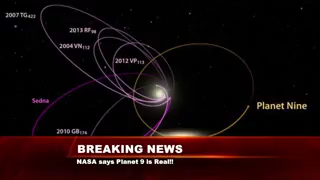 2007 TG422
2013 RF98
2004 VN112
2012 VP113
Sedna
Planet Nine
2010 GB174
BREAKING NEWS
NASA says Planet 9 is Real!!